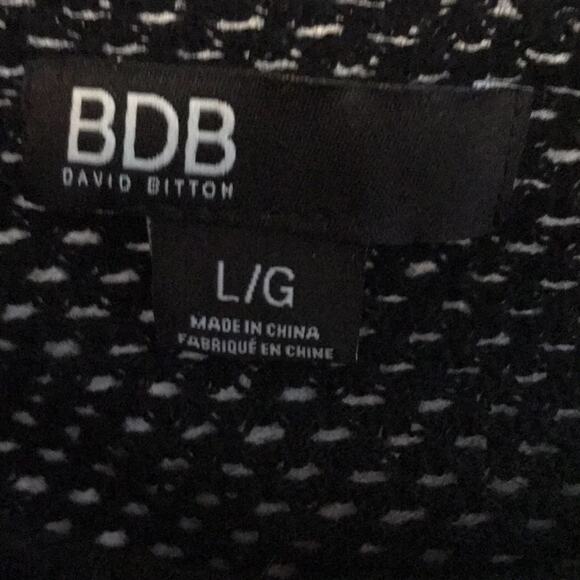 BDB
DAVID BITTON
L/G
MADE IN CHINA
FABRIQUÉ EN CHINE